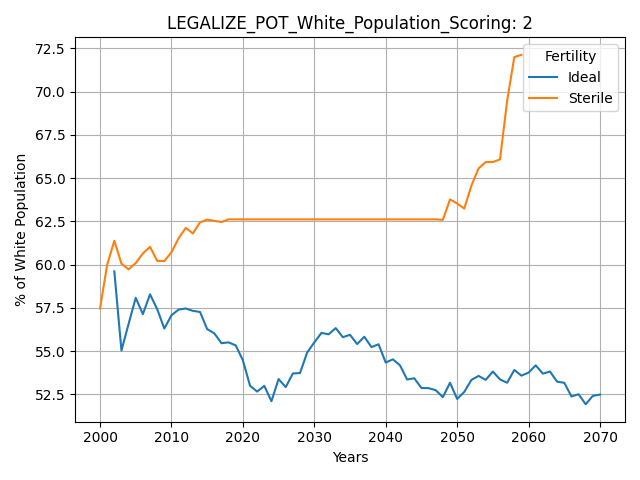 LEGALIZE_POT_White_Population_Scoring: 2
Fertility
Ideal
Sterile
% of White Population
72.5
70.0
67.5
65.0
62.5
60.0
57.5
55.0
52.5
2000 2010 2020 2030 2040 2050 2060 2070
Years